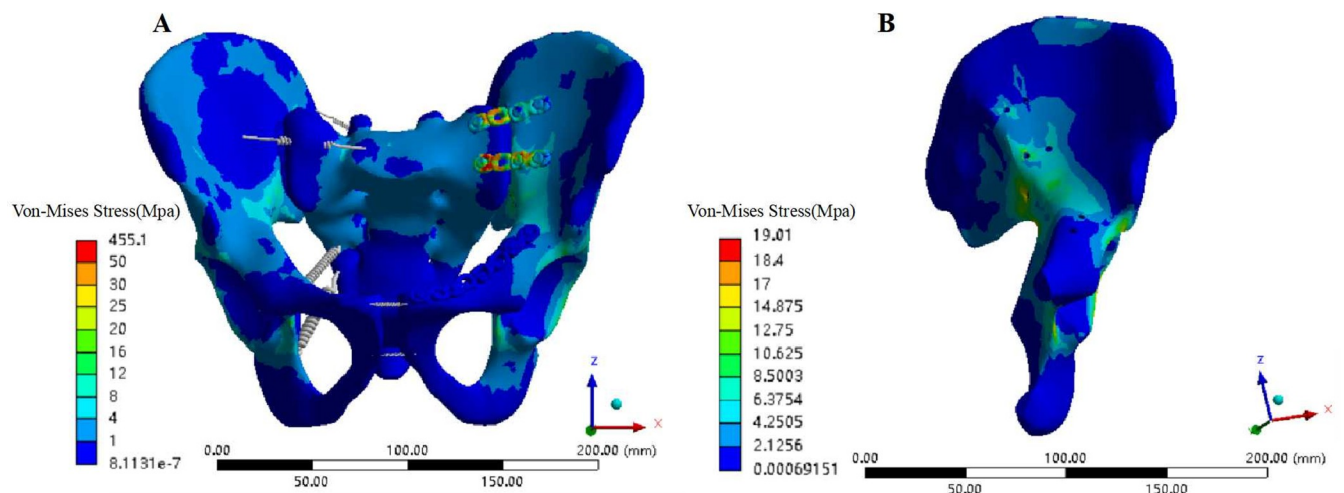 A
Von-Mises Stress(Mpa)
455.1
50
30
25
20
16
12
8
4
1
8.1131e-7
z
x
0.00
100.00
200.00 (mm)
50.00
150.00
B
Von-Mises Stress(Mpa)
19.01
18.4
17
14.875
12.75
10.625
8.5003
6.3754
4.2505
2.1256
0.00069151
z
x
0.00
100.00
200.00 (mm)
50.00
150.00